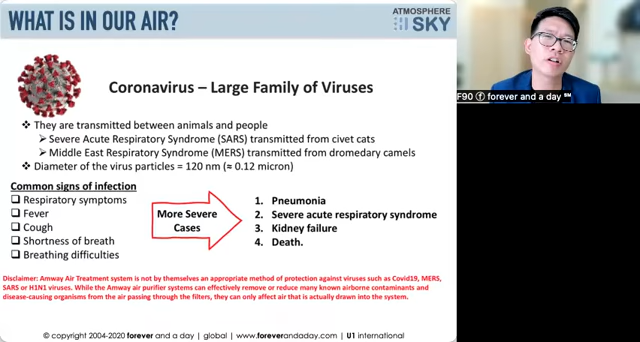 WHAT IS IN OUR AIR?
ATMOSPHERE
SKY
F90 f forever and a day℠
Coronavirus – Large Family of Viruses
❖ They are transmitted between animals and people
➢ Severe Acute Respiratory Syndrome (SARS) transmitted from civet cats
➢ Middle East Respiratory Syndrome (MERS) transmitted from dromedary camels
❖ Diameter of the virus particles = 120 nm (≈ 0.12 micron)
Common signs of infection
❑ Respiratory symptoms
❑ Fever
❑ Cough
❑ Shortness of breath
❑ Breathing difficulties
More Severe
Cases
1. Pneumonia
2. Severe acute respiratory syndrome
3. Kidney failure
4. Death.
Disclaimer: Amway Air Treatment system is not by themselves an appropriate method of protection against viruses such as Covid19, MERS,
SARS or H1N1 viruses. While the Amway air purifier systems can effectively remove or reduce many known airborne contaminants and
disease-causing organisms from the air passing through the filters, they can only affect air that is actually drawn into the system.
© copyright 2004-2020 forever and a day | global | www.foreverandaday.com | U1 international